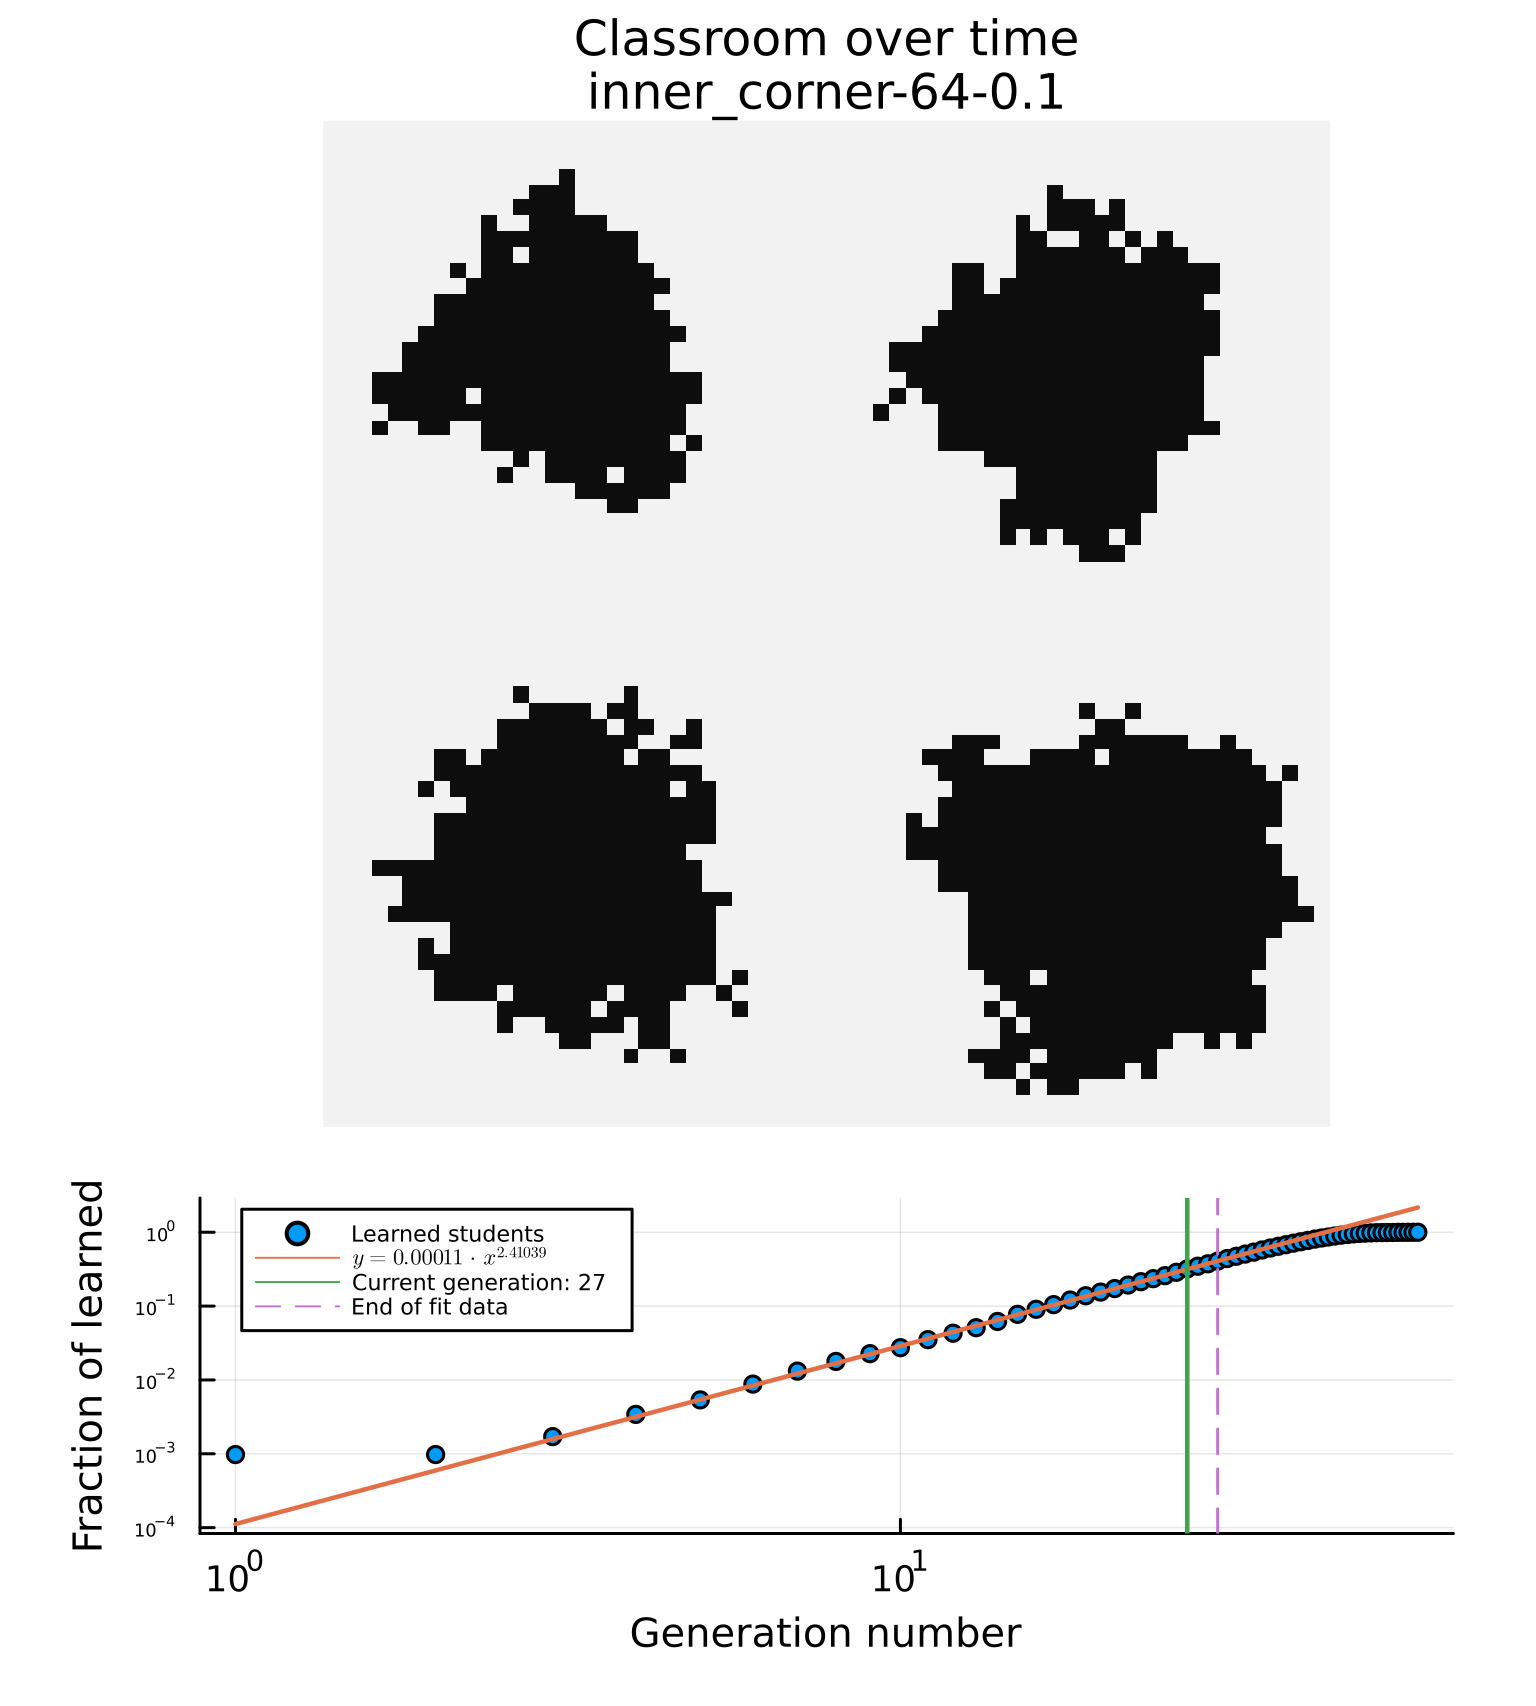 Classroom over time
inner_corner-64-0.1
Fraction of learned
10^0
10^−1
10^−2
10^−3
10^−4
Learned students
y = 0.00011 · x^2.41039
Current generation: 27
End of fit data
10^0
10^1
Generation number